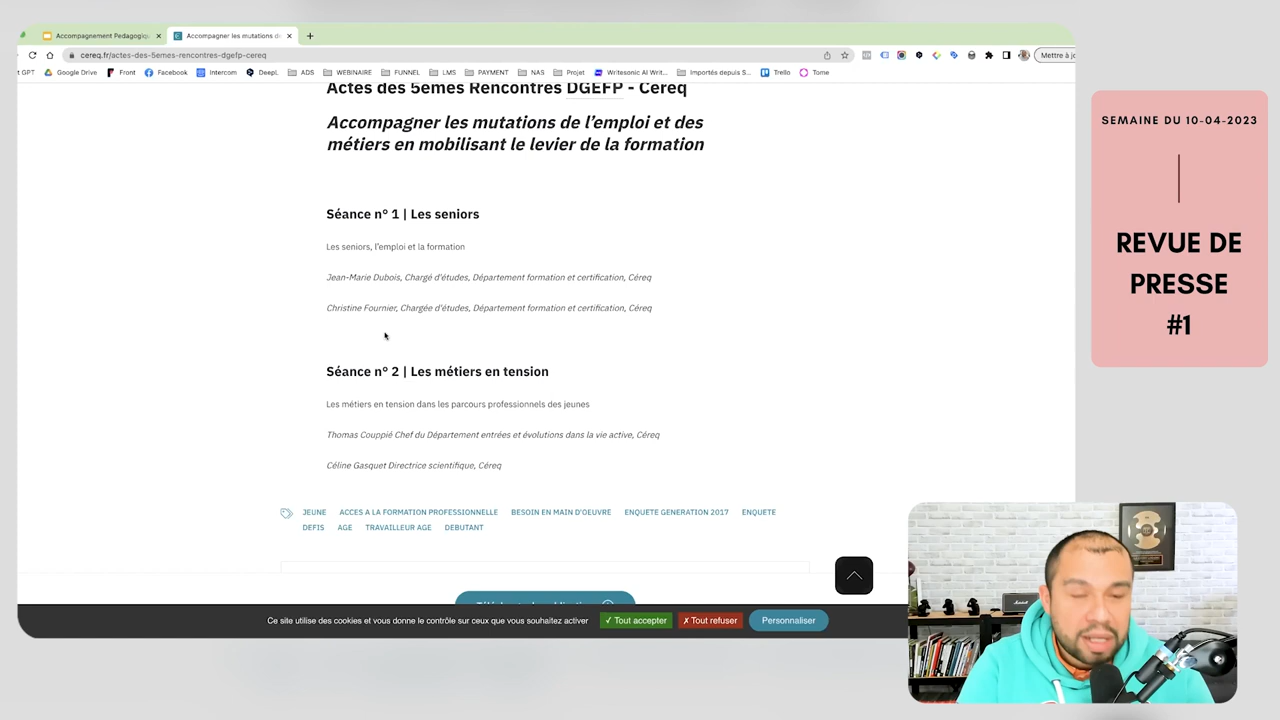 Accompagnement Pedagogiq
Accompagner les mutations de
cereq.fr/actes-des-5emes-rencontres-dgefp-cereq
Mettre à jo
t GPT
Google Drive
Front
Facebook
Intercom
DeepL
ADS
WEBINAIRE
FUNNEL
LMS
PAYMENT
NAS
Projet
Writesonic AI Writ...
Importés depuis S...
Trello
Tome
Actes des 5emes Rencontres DGEFP - Céreq
Accompagner les mutations de l'emploi et des
métiers en mobilisant le levier de la formation
Séance n° 1 | Les seniors
Les seniors, l'emploi et la formation
Jean-Marie Dubois, Chargé d'études, Département formation et certification, Céreq
Christine Fournier, Chargée d'études, Département formation et certification, Céreq
Séance n° 2 | Les métiers en tension
Les métiers en tension dans les parcours professionnels des jeunes
Thomas Couppié Chef du Département entrées et évolutions dans la vie active, Céreq
Céline Gasquet Directrice scientifique, Céreq
JEUNE ACCES A LA FORMATION PROFESSIONNELLE BESOIN EN MAIN D'OEUVRE ENQUETE GENERATION 2017 ENQUETE
DEFIS AGE TRAVAILLEUR AGE DEBUTANT
Ce site utilise des cookies et vous donne le contrôle sur ceux que vous souhaitez activer
✓ Tout accepter
✗ Tout refuser
Personnaliser
SEMAINE DU 10-04-2023
REVUE DE
PRESSE
#1
Marshall